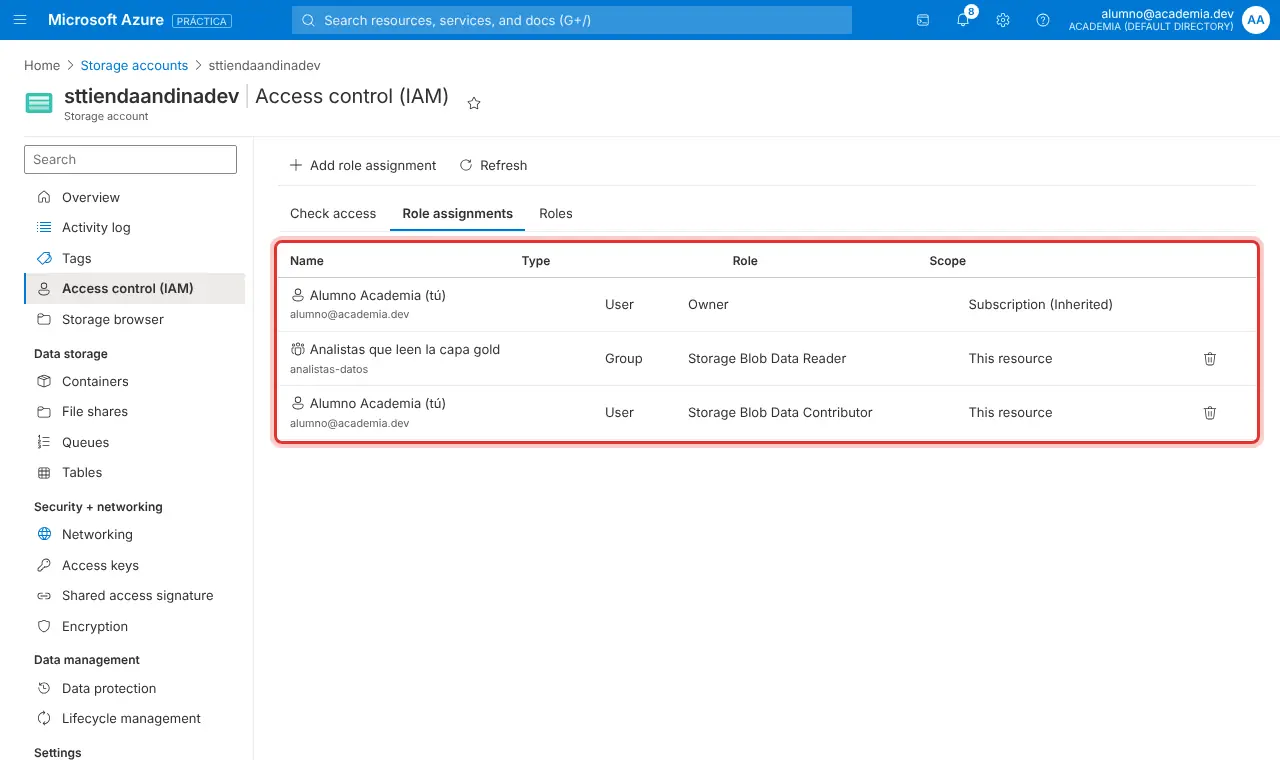 Microsoft Azure PRÁCTICA
Search resources, services, and docs (G+/)
8
alumno@academia.dev
ACADEMIA (DEFAULT DIRECTORY)
AA
Home > Storage accounts > sttiendaandinadev
sttiendaandinadev | Access control (IAM)
Storage account
Search
Overview
Activity log
Tags
Access control (IAM)
Storage browser
Data storage
Containers
File shares
Queues
Tables
Security + networking
Networking
Access keys
Shared access signature
Encryption
Data management
Data protection
Lifecycle management
Settings
Add role assignment Refresh
Check access Role assignments Roles
Name Type Role Scope
Alumno Academia (tú)
alumno@academia.dev
User Owner Subscription (Inherited)
Analistas que leen la capa gold
analistas-datos
Group Storage Blob Data Reader This resource
Alumno Academia (tú)
alumno@academia.dev
User Storage Blob Data Contributor This resource